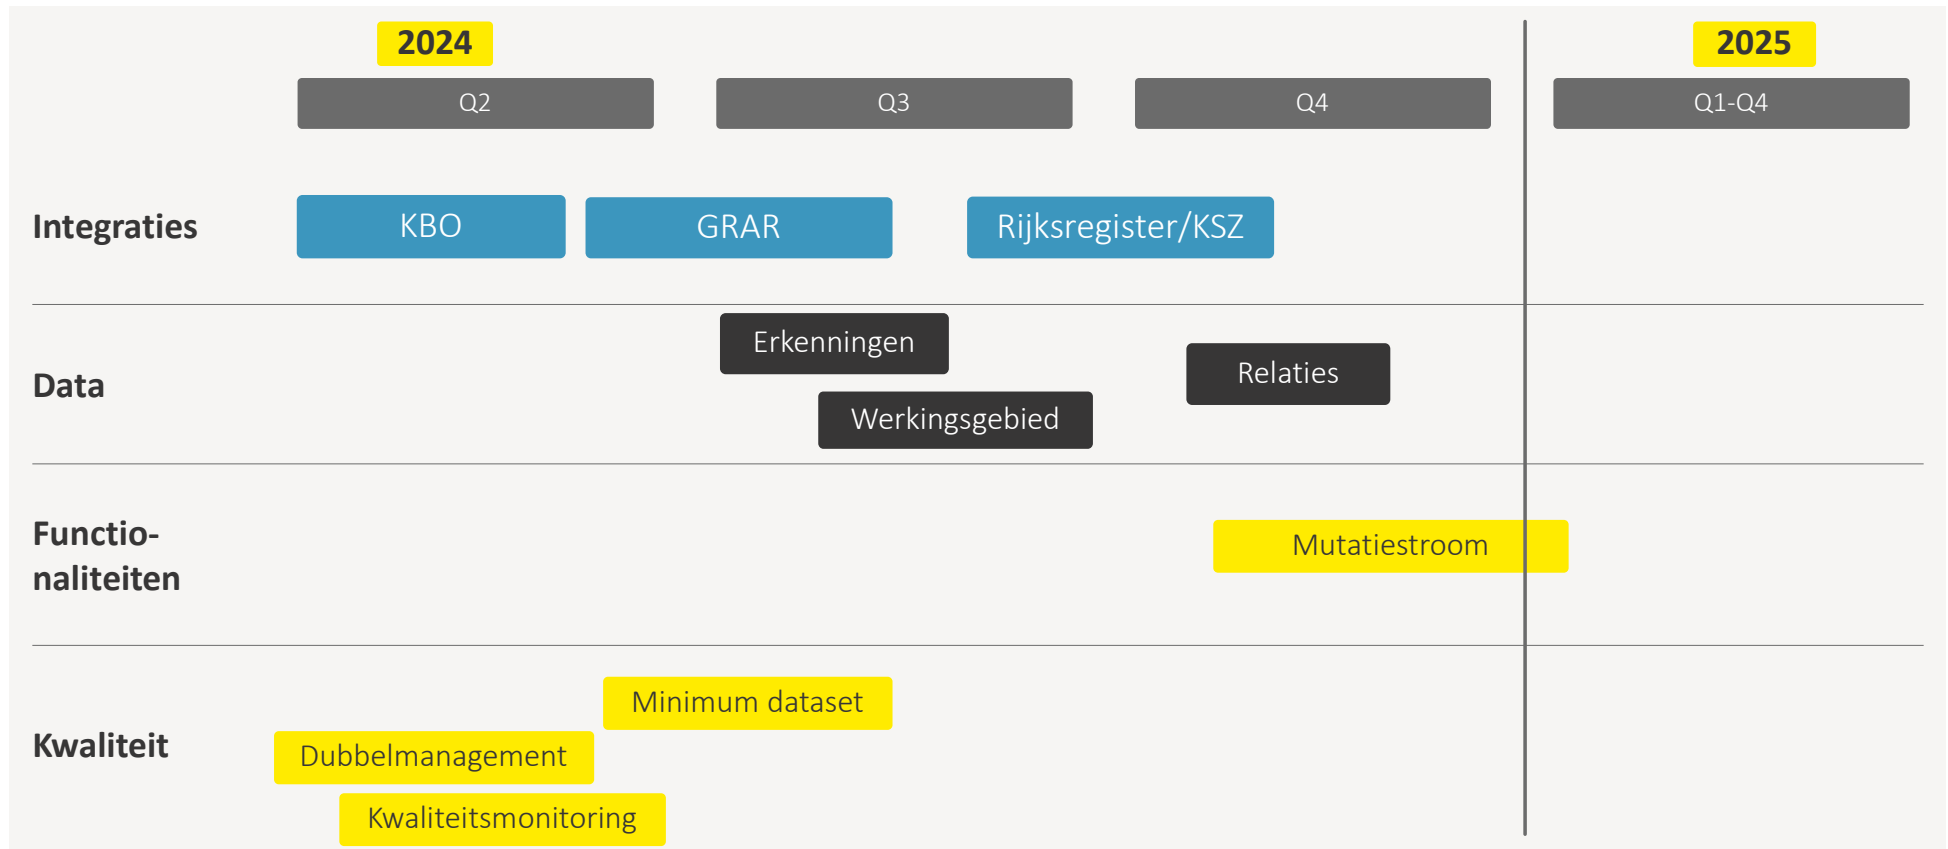 2024
2025
Q2
Q3
Q4
Q1-Q4
Integraties
KBO
GRAR
Rijksregister/KSZ
Data
Erkenningen
Werkingsgebied
Relaties
Functio-
naliteiten
Mutatiestroom
Kwaliteit
Minimum dataset
Dubbelmanagement
Kwaliteitsmonitoring